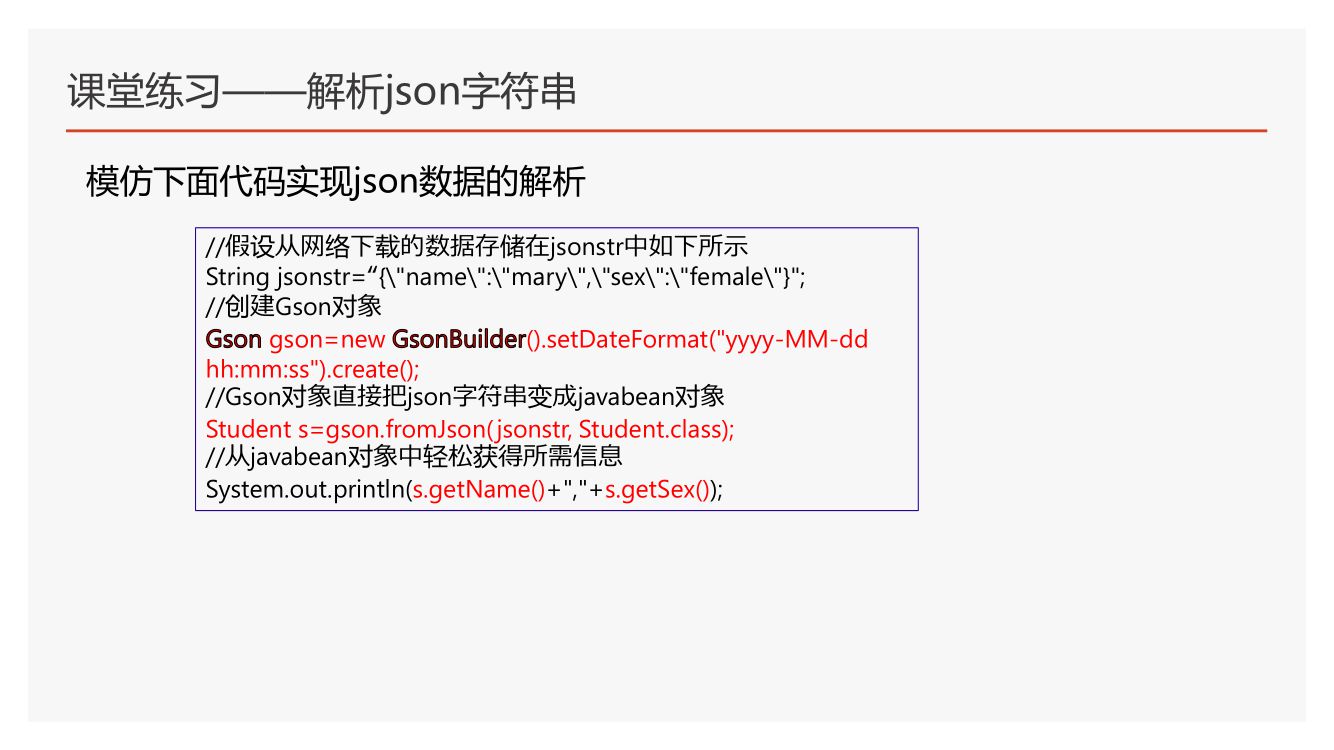 课堂练习——解析json字符串
模仿下面代码实现json数据的解析
//假设从网络下载的数据存储在jsonstr中如下所示
String jsonstr=“{\"name\":\"mary\",\"sex\":\"female\"}";
//创建Gson对象
Gson gson=new GsonBuilder().setDateFormat("yyyy-MM-dd
hh:mm:ss").create();
//Gson对象直接把json字符串变成javabean对象
Student s=gson.fromJson(jsonstr, Student.class);
//从javabean对象中轻松获得所需信息
System.out.println(s.getName()+","+s.getSex());